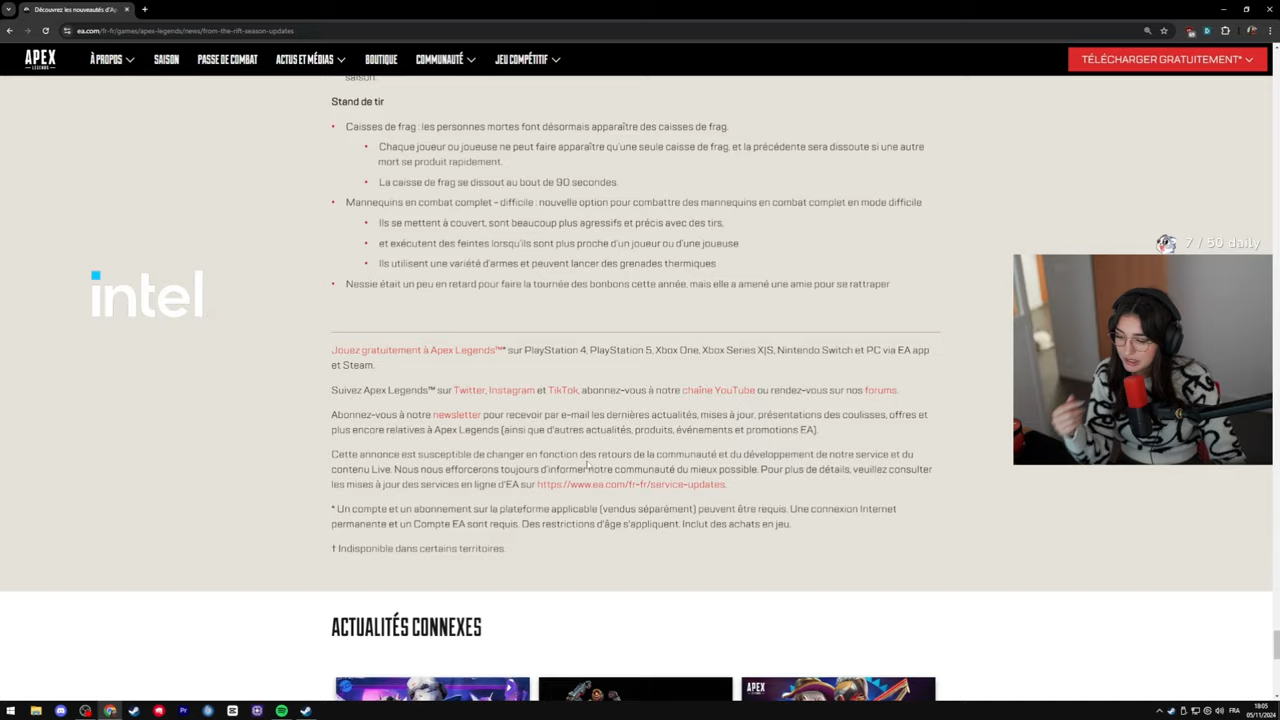 Découvrez les nouveautés d'A
ea.com/fr-fr/games/apex-legends/news/from-the-rift-season-updates
APEX
LEGENDS
À PROPOS
SAISON
PASSE DE COMBAT
ACTUS ET MÉDIAS
BOUTIQUE
COMMUNAUTÉ
JEU COMPÉTITIF
TÉLÉCHARGER GRATUITEMENT*
saison.
Stand de tir
• Caisses de frag : les personnes mortes font désormais apparaître des caisses de frag.
• Chaque joueur ou joueuse ne peut faire apparaître qu'une seule caisse de frag, et la précédente sera dissoute si une autre
mort se produit rapidement.
• La caisse de frag se dissout au bout de 90 secondes.
• Mannequins en combat complet - difficile : nouvelle option pour combattre des mannequins en combat complet en mode difficile
• Ils se mettent à couvert, sont beaucoup plus agressifs et précis avec des tirs,
• et exécutent des feintes lorsqu'ils sont plus proche d'un joueur ou d'une joueuse
• Ils utilisent une variété d'armes et peuvent lancer des grenades thermiques
• Nessie était un peu en retard pour faire la tournée des bonbons cette année, mais elle a amené une amie pour se rattraper
intel
7 / 50 daily
Jouez gratuitement à Apex Legends™* sur PlayStation 4, PlayStation 5, Xbox One, Xbox Series X|S, Nintendo Switch et PC via EA app
et Steam.
Suivez Apex Legends™ sur Twitter, Instagram et TikTok, abonnez-vous à notre chaîne YouTube ou rendez-vous sur nos forums.
Abonnez-vous à notre newsletter pour recevoir par e-mail les dernières actualités, mises à jour, présentations des coulisses, offres et
plus encore relatives à Apex Legends (ainsi que d'autres actualités, produits, événements et promotions EA).
Cette annonce est susceptible de changer en fonction des retours de la communauté et du développement de notre service et du
contenu Live. Nous nous efforcerons toujours d'informer notre communauté du mieux possible. Pour plus de détails, veuillez consulter
les mises à jour des services en ligne d'EA sur https://www.ea.com/fr-fr/service-updates.
* Un compte et un abonnement sur la plateforme applicable (vendus séparément) peuvent être requis. Une connexion Internet
permanente et un Compte EA sont requis. Des restrictions d'âge s'appliquent. Inclut des achats en jeu.
† Indisponible dans certains territoires.
ACTUALITÉS CONNEXES
APEX
FRA
18:05
05/11/2024